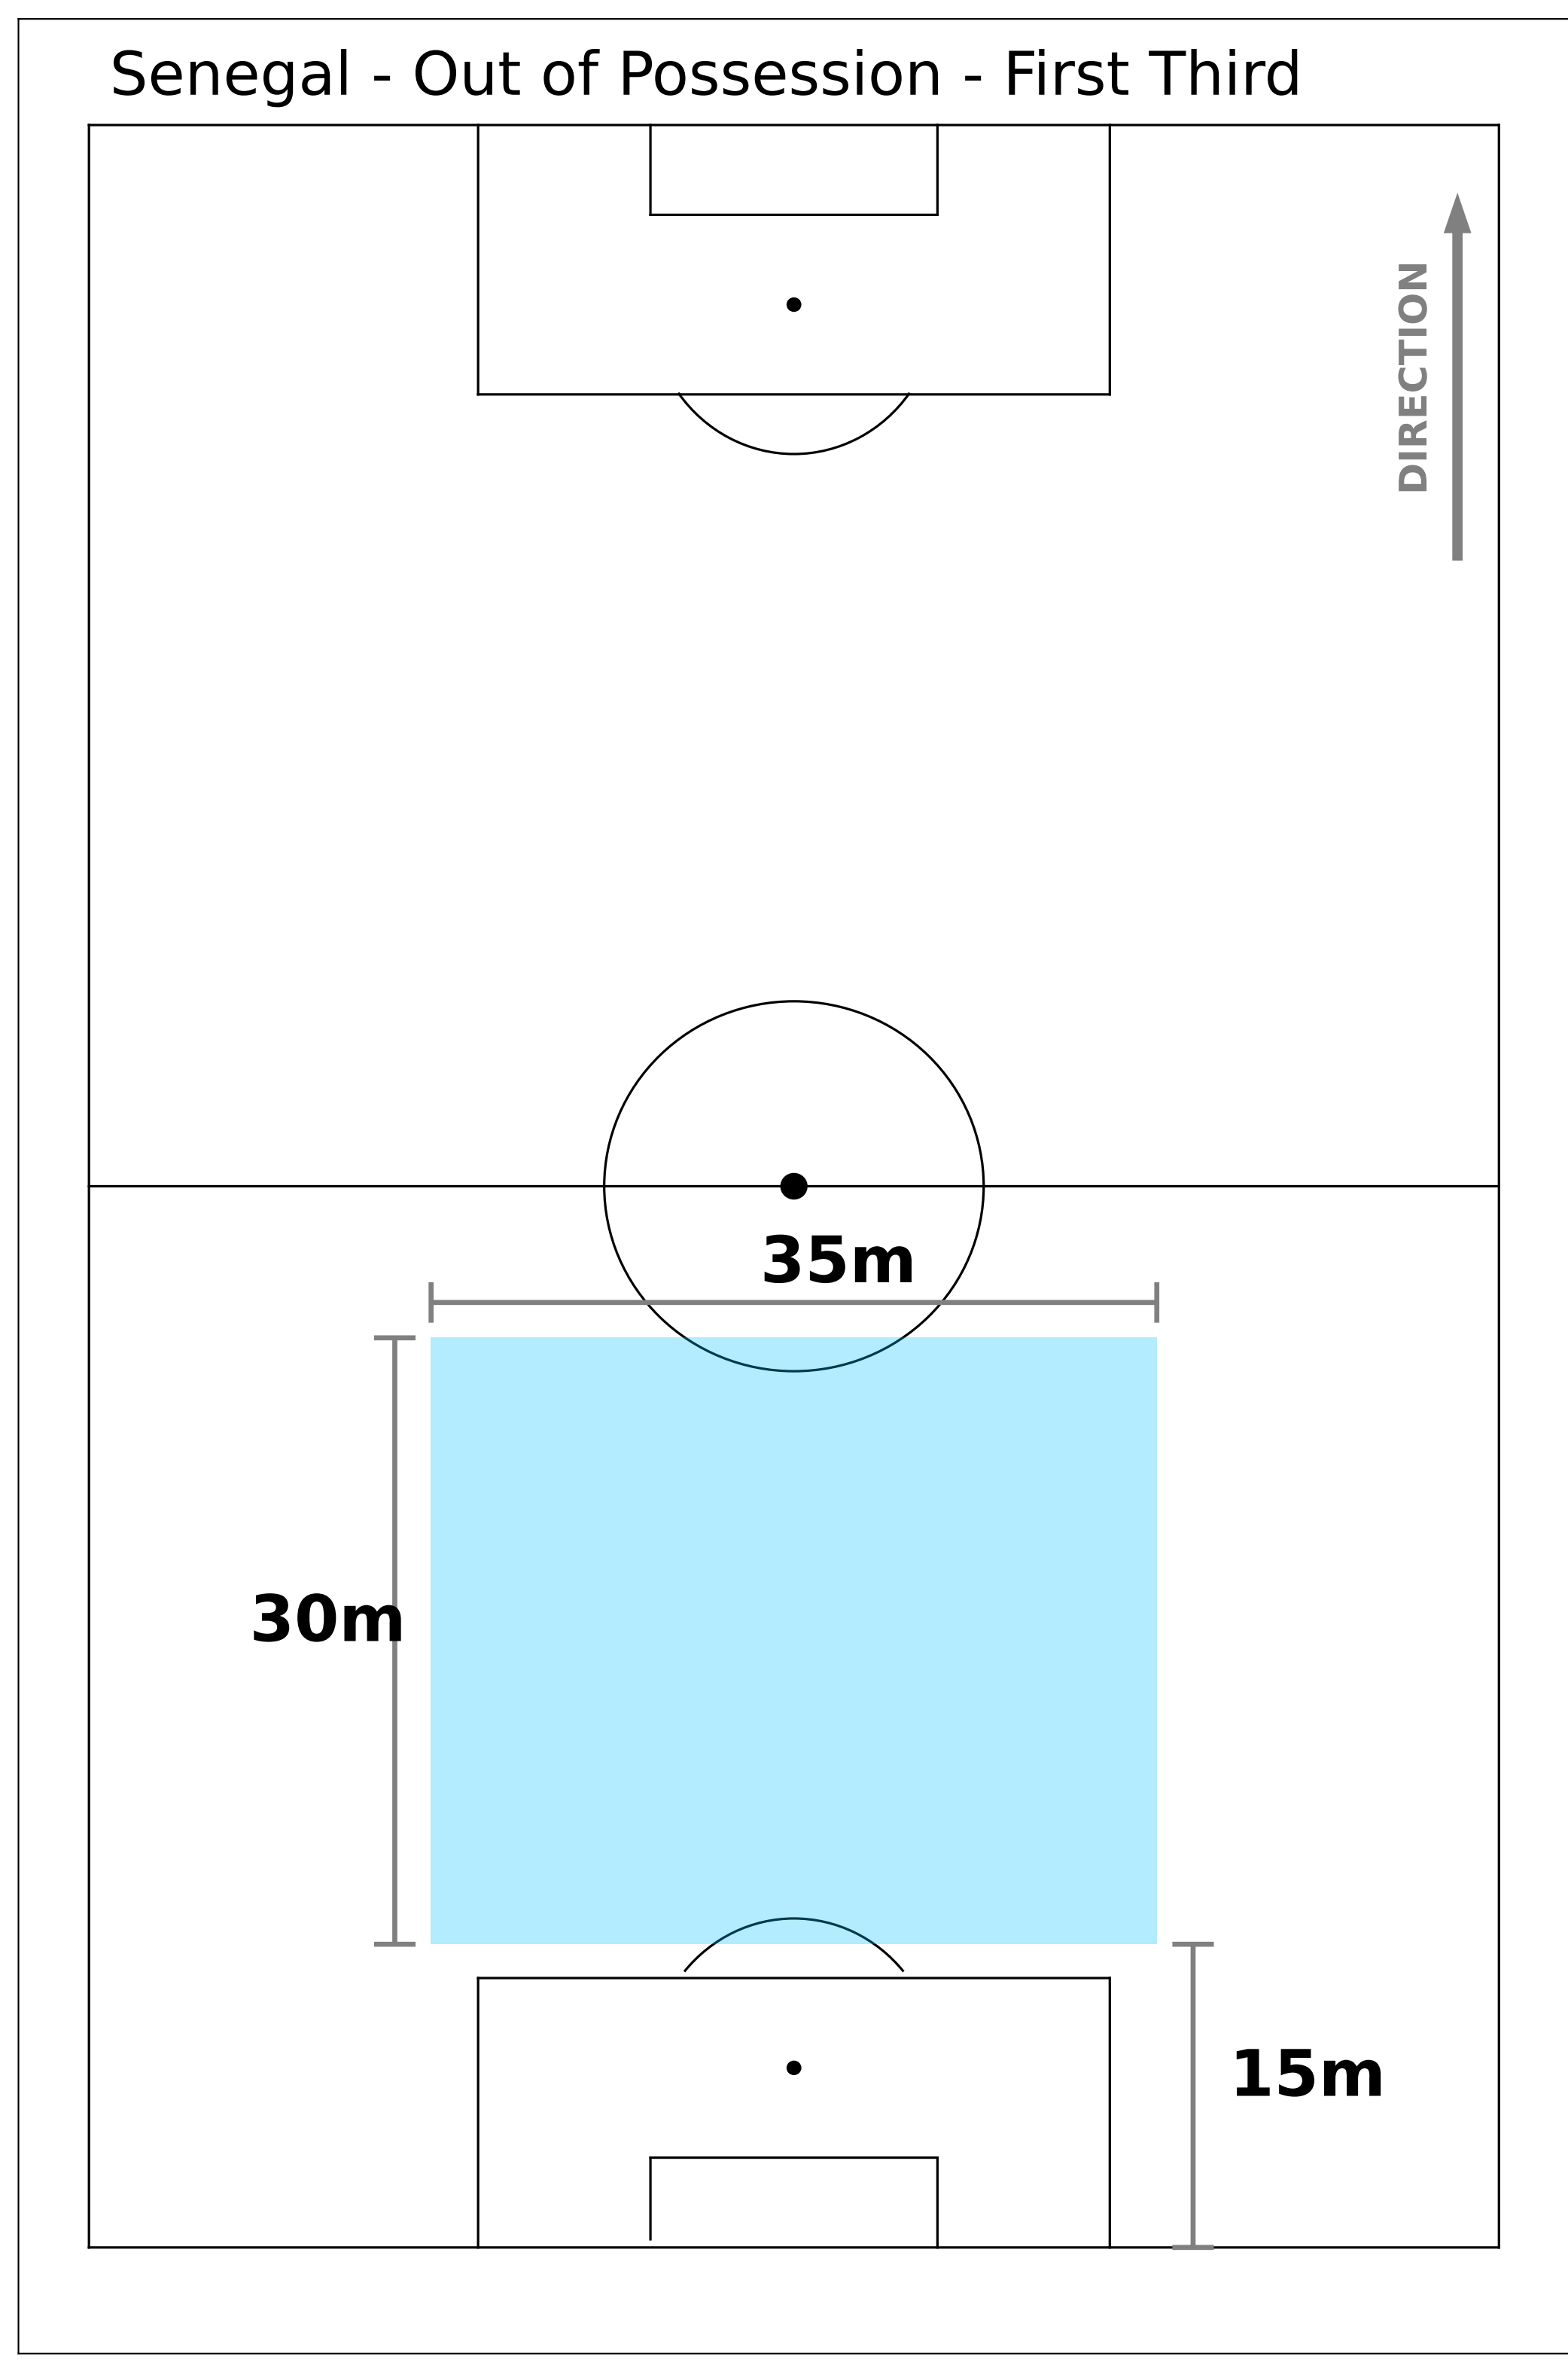 Senegal - Out of Possession - First Third
DIRECTION
35m
30m
15m